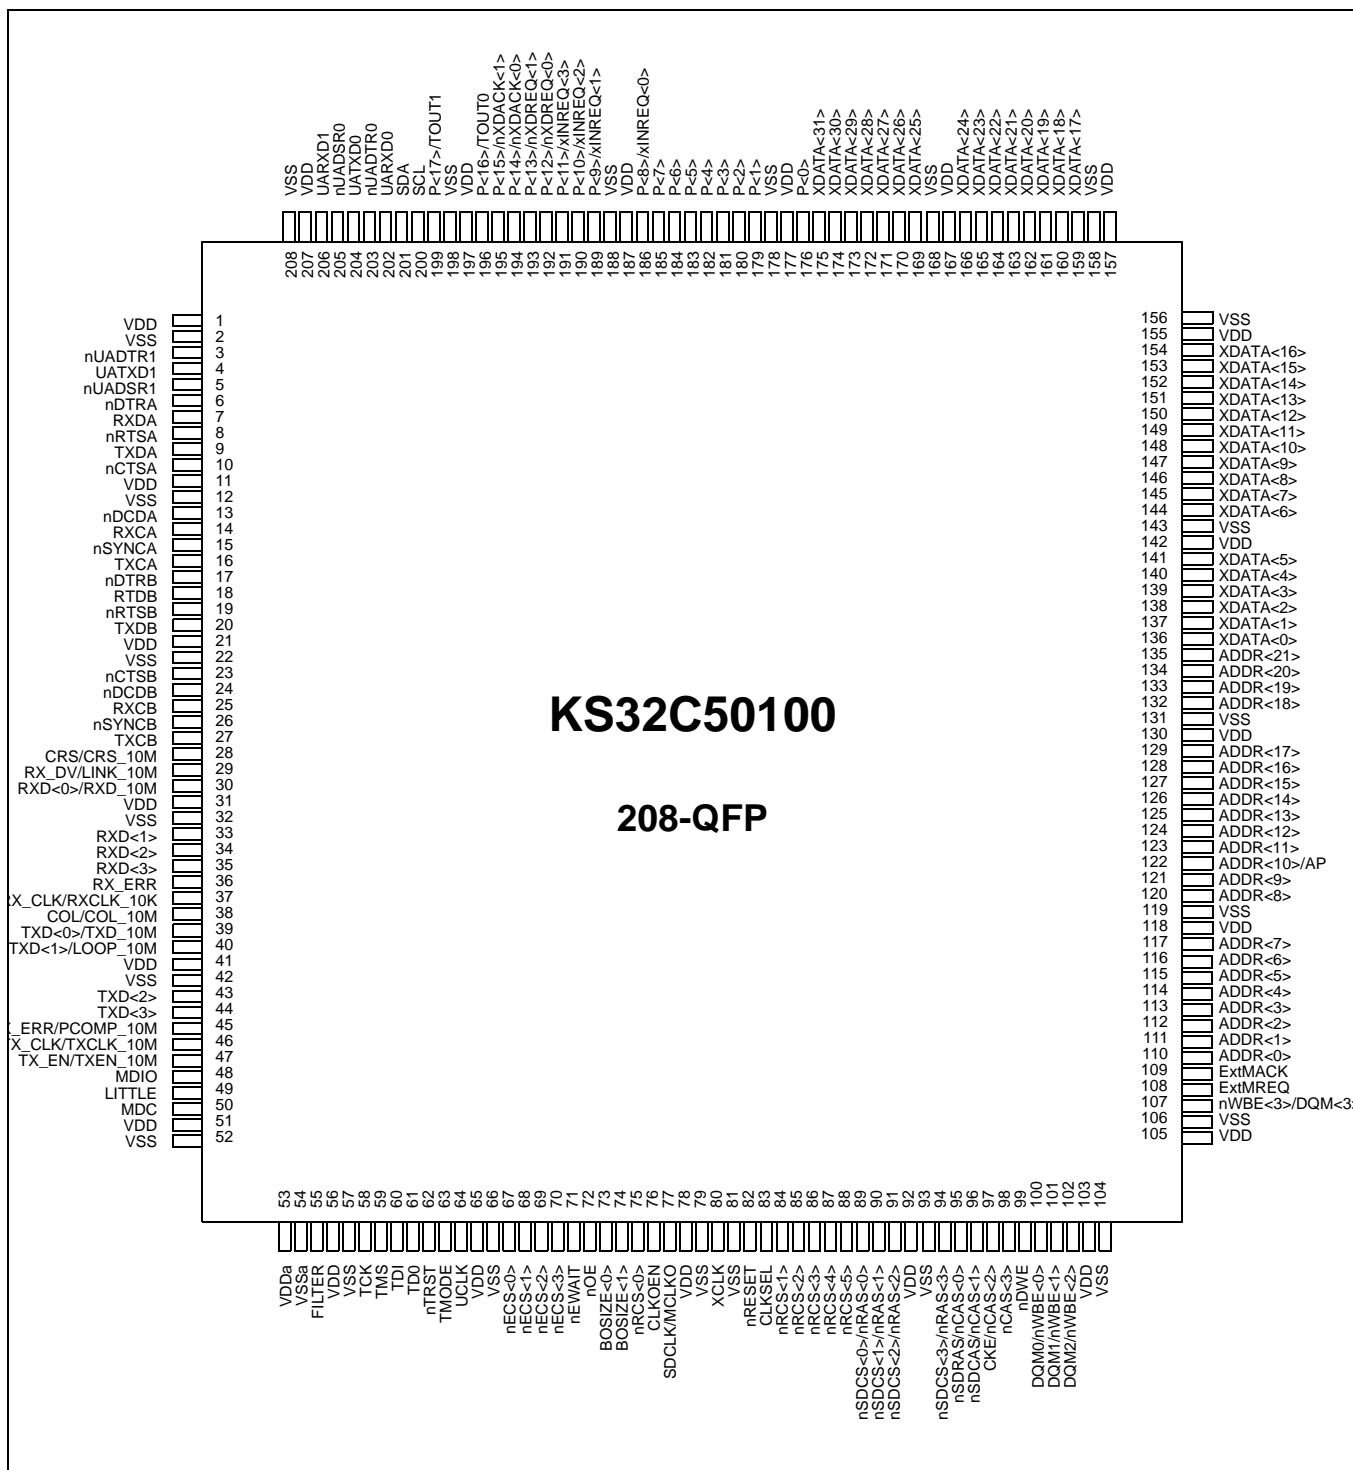 VSS
VDD
UARXD1
nUADSR0
UATXD0
nUADTR0
UARXD0
SDA
SCL
P<17>/TOUT1
VSS
VDD
P<16>/TOUT0
P<15>/nXDACK<1>
P<14>/nXDACK<0>
P<13>/nXDREQ<1>
P<12>/nXDREQ<0>
P<11>/xINREQ<3>
P<10>/xINREQ<2>
P<9>/xINREQ<1>
VSS
VDD
P<8>/xINREQ<0>
P<7>
P<6>
P<5>
P<4>
P<3>
P<2>
P<1>
VSS
VDD
P<0>
XDATA<31>
XDATA<30>
XDATA<29>
XDATA<28>
XDATA<27>
XDATA<26>
XDATA<25>
VSS
VDD
XDATA<24>
XDATA<23>
XDATA<22>
XDATA<21>
XDATA<20>
XDATA<19>
XDATA<18>
XDATA<17>
VSS
VDD
208
207
206
205
204
203
202
201
200
199
198
197
196
195
194
193
192
191
190
189
188
187
186
185
184
183
182
181
180
179
178
177
176
175
174
173
172
171
170
169
168
167
166
165
164
163
162
161
160
159
158
157
VDD 1
VSS 2
nUADTR1 3
UATXD1 4
nUADSR1 5
nDTRA 6
RXDA 7
nRTSA 8
TXDA 9
nCTSA 10
VDD 11
VSS 12
nDCDA 13
RXCA 14
nSYNCA 15
TXCA 16
nDTRB 17
RTDB 18
nRTSB 19
TXDB 20
VDD 21
VSS 22
nCTSB 23
nDCDB 24
RXCB 25
nSYNCB 26
TXCB 27
CRS/CRS_10M 28
RX_DV/LINK_10M 29
RXD<0>/RXD_10M 30
VDD 31
VSS 32
RXD<1> 33
RXD<2> 34
RXD<3> 35
RX_ERR 36
X_CLK/RXCLK_10K 37
COL/COL_10M 38
TXD<0>/TXD_10M 39
TXD<1>/LOOP_10M 40
VDD 41
VSS 42
TXD<2> 43
TXD<3> 44
_ERR/PCOMP_10M 45
X_CLK/TXCLK_10M 46
TX_EN/TXEN_10M 47
MDIO 48
LITTLE 49
MDC 50
VDD 51
VSS 52
KS32C50100
208-QFP
156 VSS
155 VDD
154 XDATA<16>
153 XDATA<15>
152 XDATA<14>
151 XDATA<13>
150 XDATA<12>
149 XDATA<11>
148 XDATA<10>
147 XDATA<9>
146 XDATA<8>
145 XDATA<7>
144 XDATA<6>
143 VSS
142 VDD
141 XDATA<5>
140 XDATA<4>
139 XDATA<3>
138 XDATA<2>
137 XDATA<1>
136 XDATA<0>
135 ADDR<21>
134 ADDR<20>
133 ADDR<19>
132 ADDR<18>
131 VSS
130 VDD
129 ADDR<17>
128 ADDR<16>
127 ADDR<15>
126 ADDR<14>
125 ADDR<13>
124 ADDR<12>
123 ADDR<11>
122 ADDR<10>/AP
121 ADDR<9>
120 ADDR<8>
119 VSS
118 VDD
117 ADDR<7>
116 ADDR<6>
115 ADDR<5>
114 ADDR<4>
113 ADDR<3>
112 ADDR<2>
111 ADDR<1>
110 ADDR<0>
109 ExtMACK
108 ExtMREQ
107 nWBE<3>/DQM<3
106 VSS
105 VDD
53
54
55
56
57
58
59
60
61
62
63
64
65
66
67
68
69
70
71
72
73
74
75
76
77
78
79
80
81
82
83
84
85
86
87
88
89
90
91
92
93
94
95
96
97
98
99
100
101
102
103
104
VDDa
VSSa
FILTER
VDD
VSS
TCK
TMS
TDI
TD0
nTRST
TMODE
UCLK
VDD
VSS
nECS<0>
nECS<1>
nECS<2>
nECS<3>
nEWAIT
nOE
BOSIZE<0>
BOSIZE<1>
nRCS<0>
CLKOEN
SDCLK/MCLKO
VDD
VSS
XCLK
VSS
nRESET
CLKSEL
nRCS<1>
nRCS<2>
nRCS<3>
nRCS<4>
nRCS<5>
nSDCS<0>/nRAS<0>
nSDCS<1>/nRAS<1>
nSDCS<2>/nRAS<2>
VDD
VSS
nSDCS<3>/nRAS<3>
nSDRAS/nCAS<0>
nSDCAS/nCAS<1>
CKE/nCAS<2>
nCAS<3>
nDWE
DQM0/nWBE<0>
DQM1/nWBE<1>
DQM2/nWBE<2>
VDD
VSS